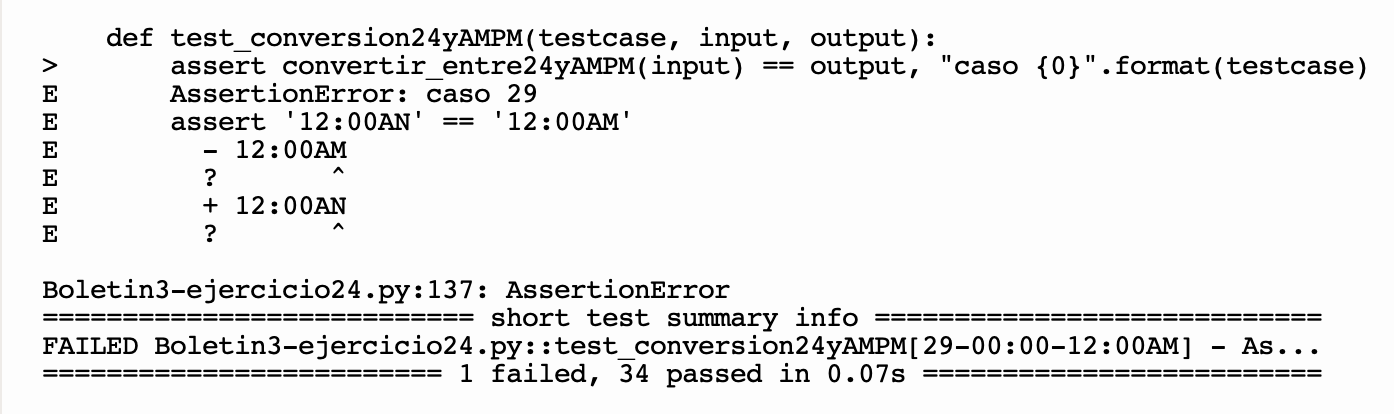 def test_conversion24yAMPM(testcase, input, output):
>       assert convertir_entre24yAMPM(input) == output, "caso {0}".format(testcase)
E       AssertionError: caso 29
E       assert '12:00AN' == '12:00AM'
E         - 12:00AM
E         ?       ^
E         + 12:00AN
E         ?       ^
Boletin3-ejercicio24.py:137: AssertionError
=========================== short test summary info ============================
FAILED Boletin3-ejercicio24.py::test_conversion24yAMPM[29-00:00-12:00AM] - As...
========================= 1 failed, 34 passed in 0.07s =========================